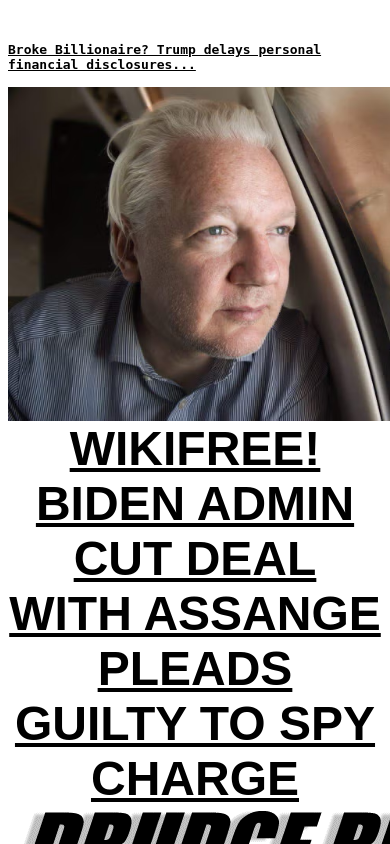 Broke Billionaire? Trump delays personal
financial disclosures...
WIKIFREE!
BIDEN ADMIN
CUT DEAL
WITH ASSANGE
PLEADS
GUILTY TO SPY
CHARGE
DRUDGE